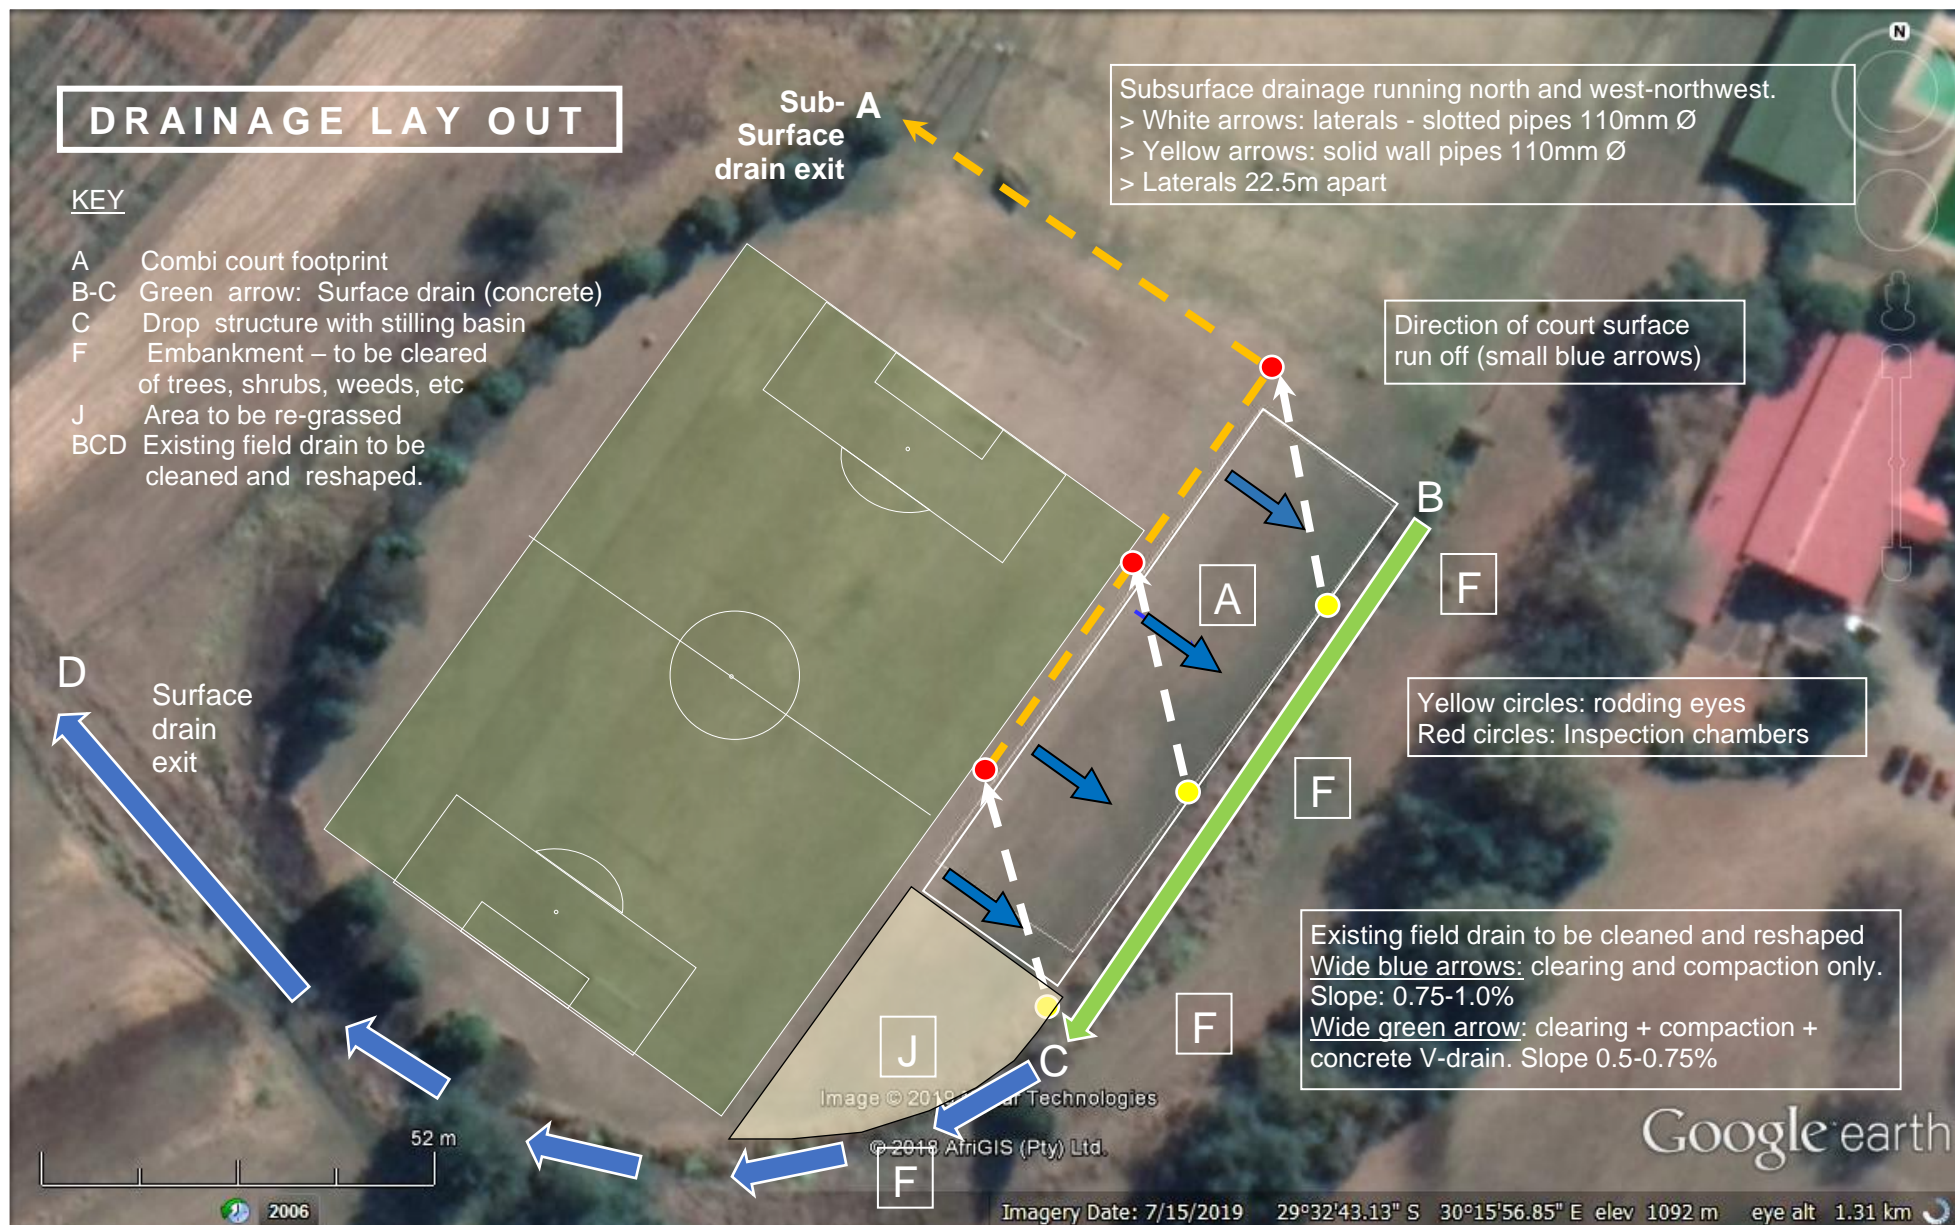 DRAINAGE LAY OUT
KEY
A Combi court footprint
B-C Green arrow: Surface drain (concrete)
C Drop structure with stilling basin
F Embankment – to be cleared
of trees, shrubs, weeds, etc
J Area to be re-grassed
BCD Existing field drain to be
cleaned and reshaped.
Sub-
Surface
drain exit
A
Subsurface drainage running north and west-northwest.
> White arrows: laterals - slotted pipes 110mm Ø
> Yellow arrows: solid wall pipes 110mm Ø
> Laterals 22.5m apart
N
Direction of court surface
run off (small blue arrows)
B
A
F
D
Surface
drain
exit
Yellow circles: rodding eyes
Red circles: Inspection chambers
F
Existing field drain to be cleaned and reshaped
Wide blue arrows: clearing and compaction only.
Slope: 0.75-1.0%
Wide green arrow: clearing + compaction +
concrete V-drain. Slope 0.5-0.75%
F
J
C
Image © 2019 Technologies
© 2018 AfriGIS (Pty) Ltd.
F
52 m
Google earth
2006
Imagery Date: 7/15/2019 29°32'43.13" S 30°15'56.85" E elev 1092 m eye alt 1.31 km